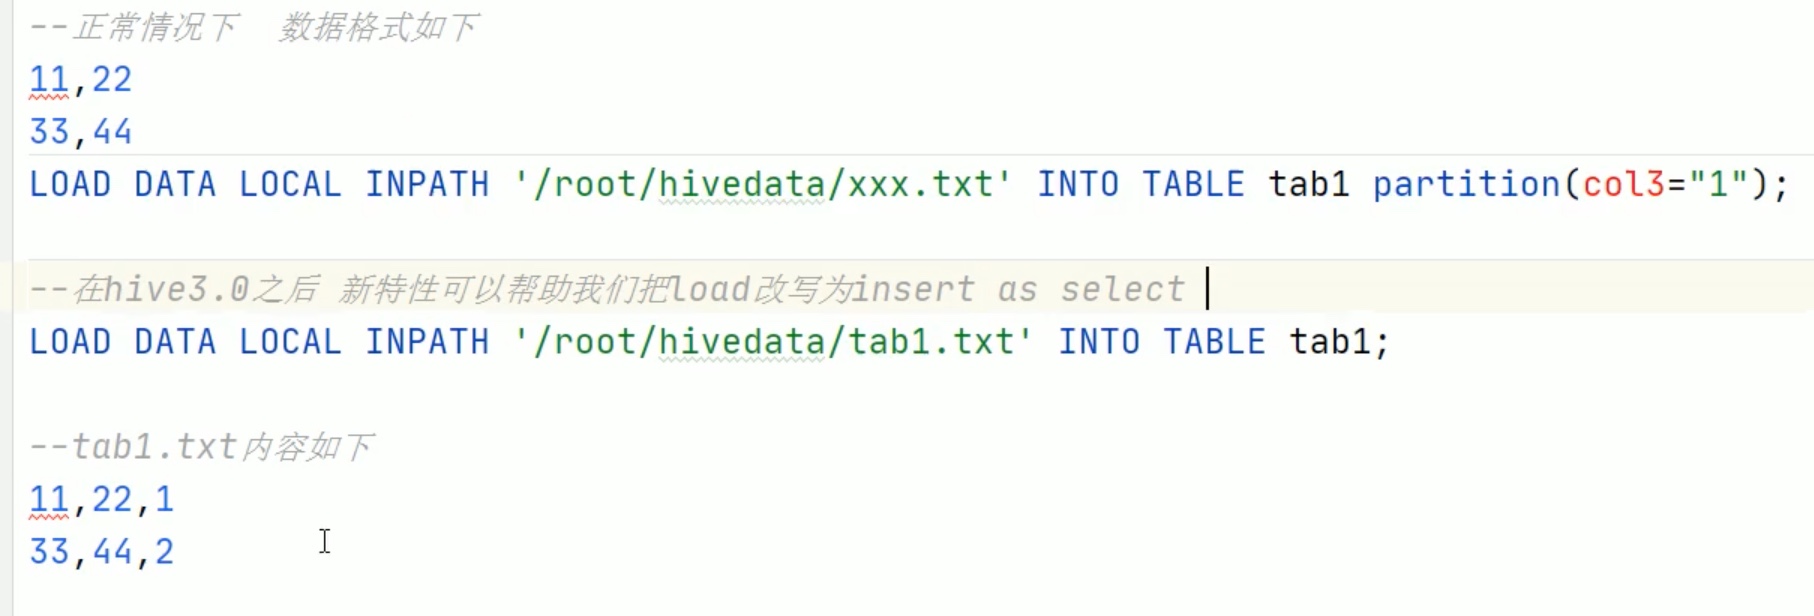 --正常情况下  数据格式如下
11,22
33,44
LOAD DATA LOCAL INPATH '/root/hivedata/xxx.txt' INTO TABLE tab1 partition(col3="1");
--在hive3.0之后 新特性可以帮助我们把load改写为insert as select
LOAD DATA LOCAL INPATH '/root/hivedata/tab1.txt' INTO TABLE tab1;
--tab1.txt内容如下
11,22,1
33,44,2